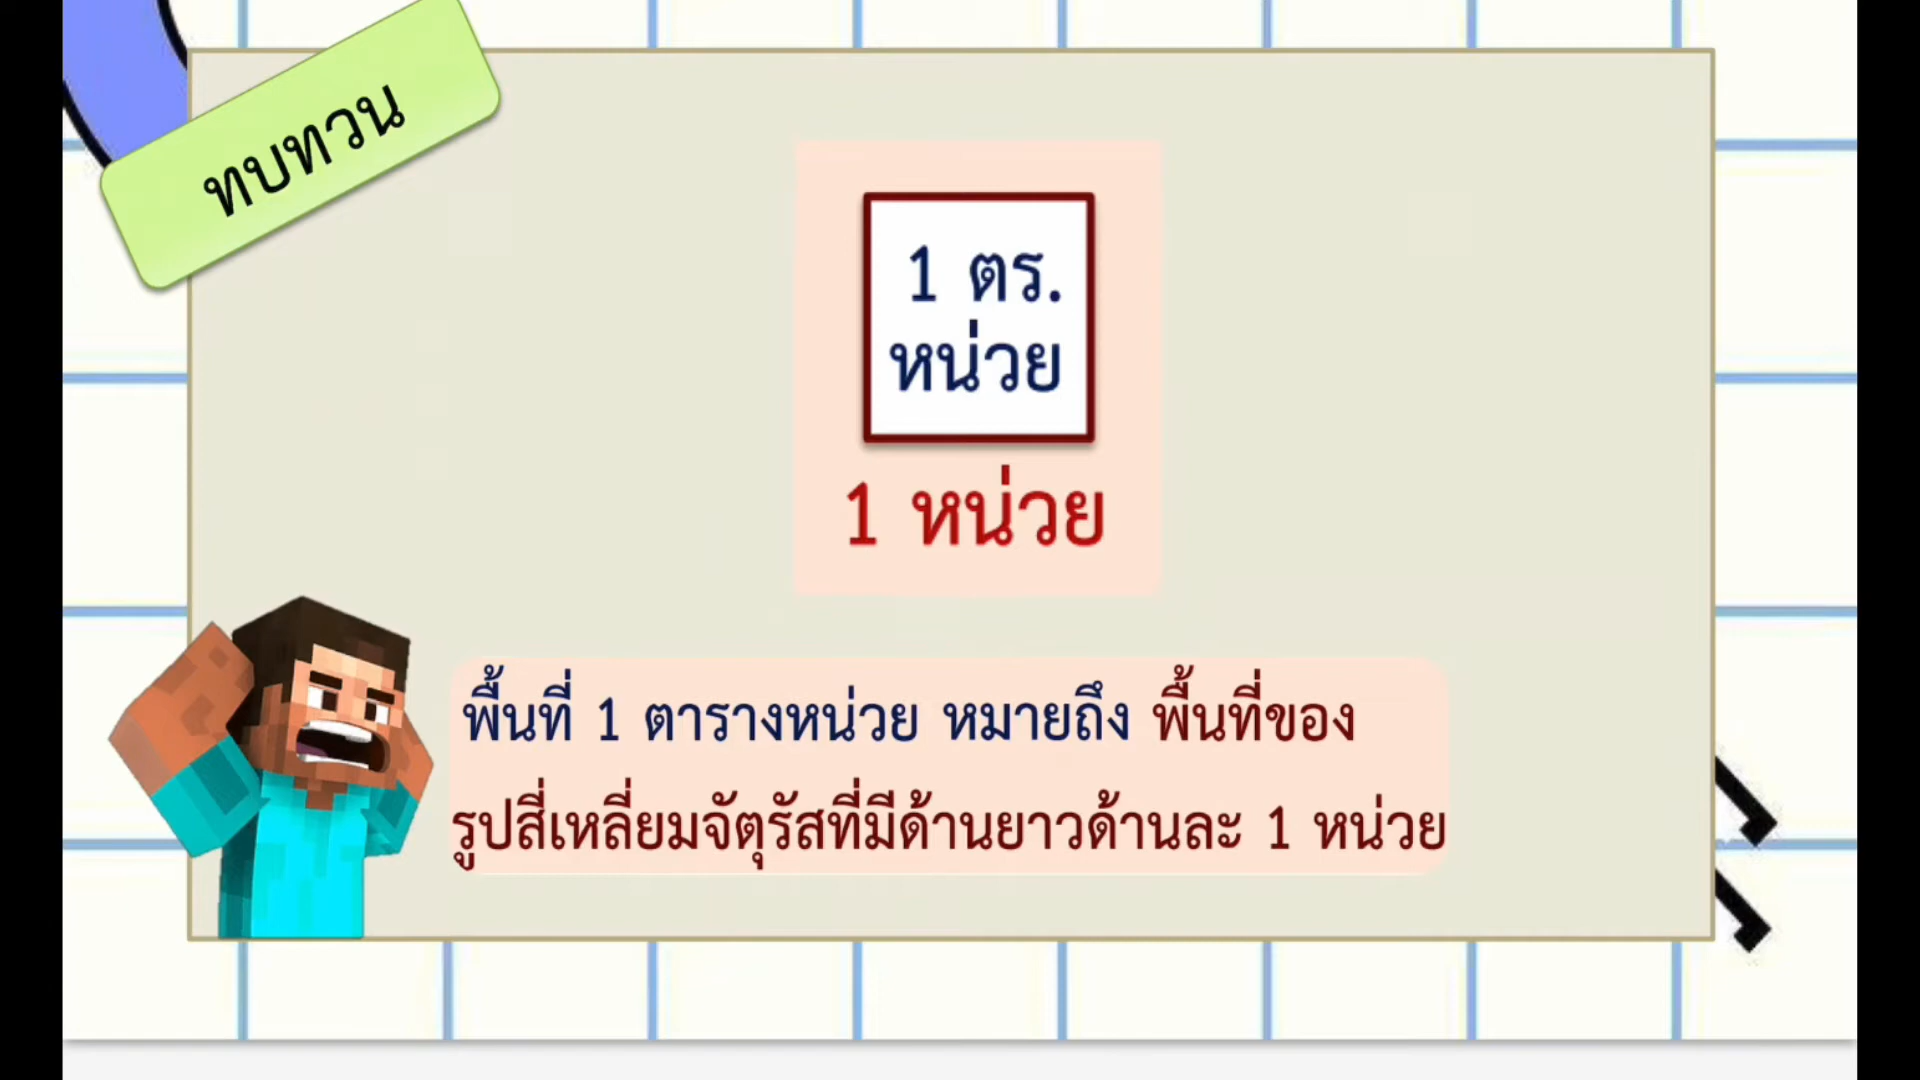 ทบทวน
1 ตร.
หน่วย
1 หน่วย
พื้นที่ 1 ตารางหน่วย หมายถึง พื้นที่ของ
รูปสี่เหลี่ยมจัตุรัสที่มีด้านยาวด้านละ 1 หน่วย